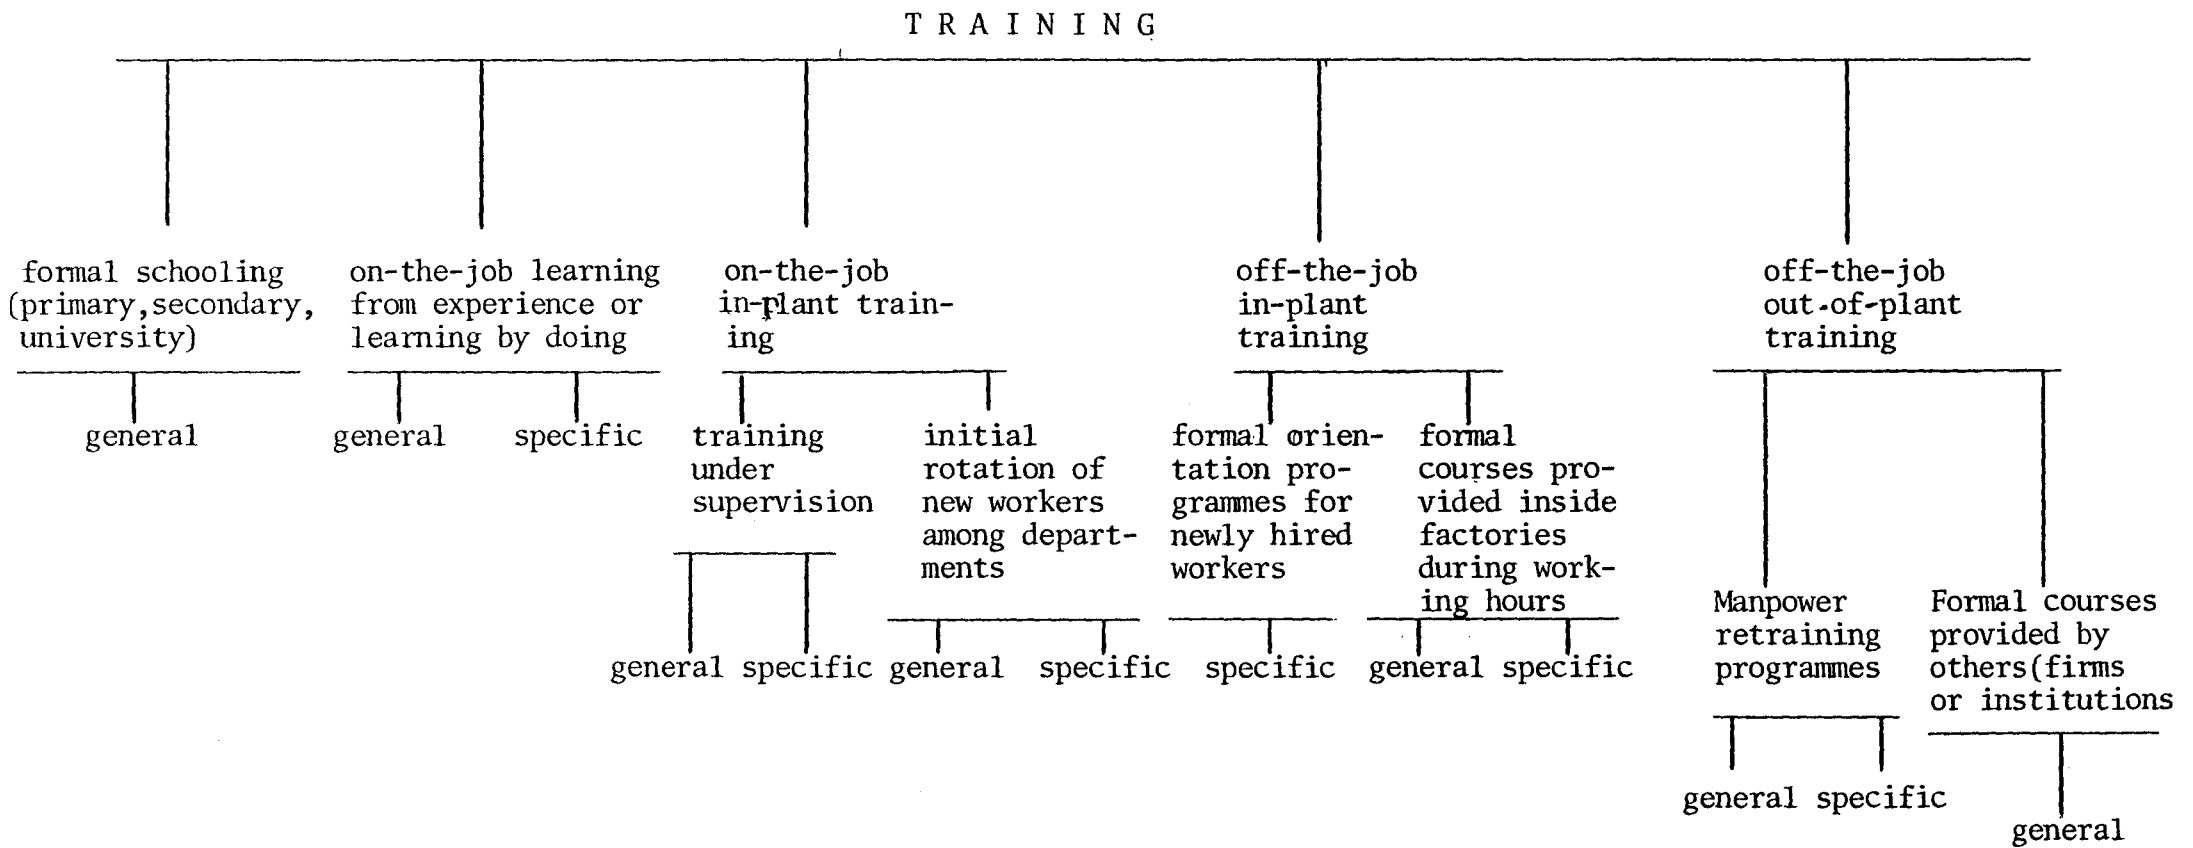 T R A I N I N G
formal schooling
(primary,secondary,
university)
on-the-job learning
from experience or
learning by doing
on-the-job
in-plant train-
ing
off-the-job
in-plant
training
off-the-job
out-of-plant
training
general
general
specific
training
under
supervision
initial
rotation of
new workers
among depart-
ments
formal orien-
tation pro-
grammes for
newly hired
workers
formal
courses pro-
vided inside
factories
during work-
ing hours
Manpower
retraining
programmes
Formal courses
provided by
others(firms
or institutions
general specific
general
specific
specific
general specific
general specific
general